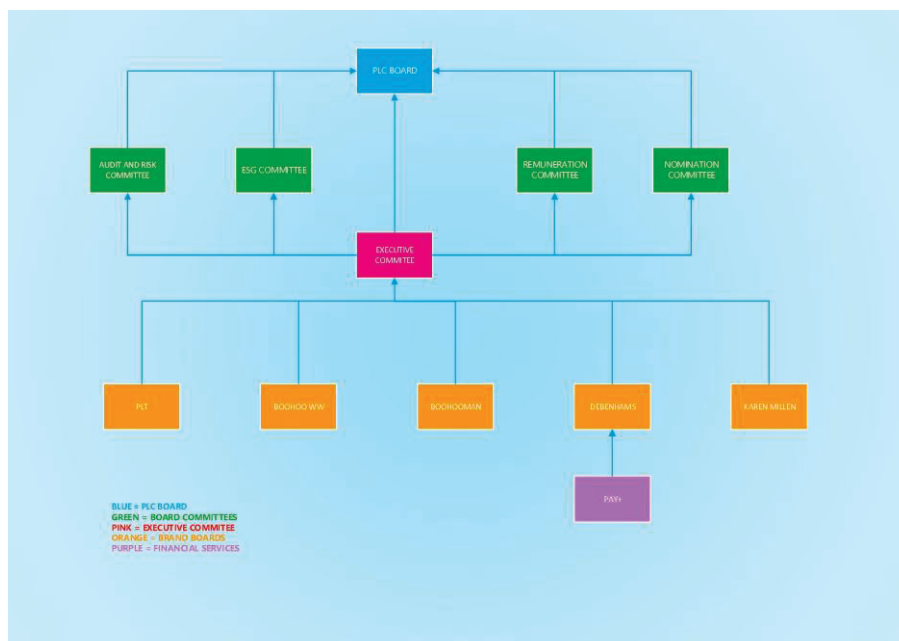 PLC BOARD
AUDIT AND RISK
COMMITTEE
ESG COMMITTEE
REMUNERATION
COMMITTEE
NOMINATION
COMMITTEE
EXECUTIVE
COMMITEE
PLT
BOOHOO WW
BOOHOOMAN
DEBENHAMS
KAREN MILLEN
PAY+
BLUE = PLC BOARD
GREEN = BOARD COMMITTEES
PINK = EXECUTIVE COMMITEE
ORANGE = BRAND BOARDS
PURPLE = FINANCIAL SERVICES